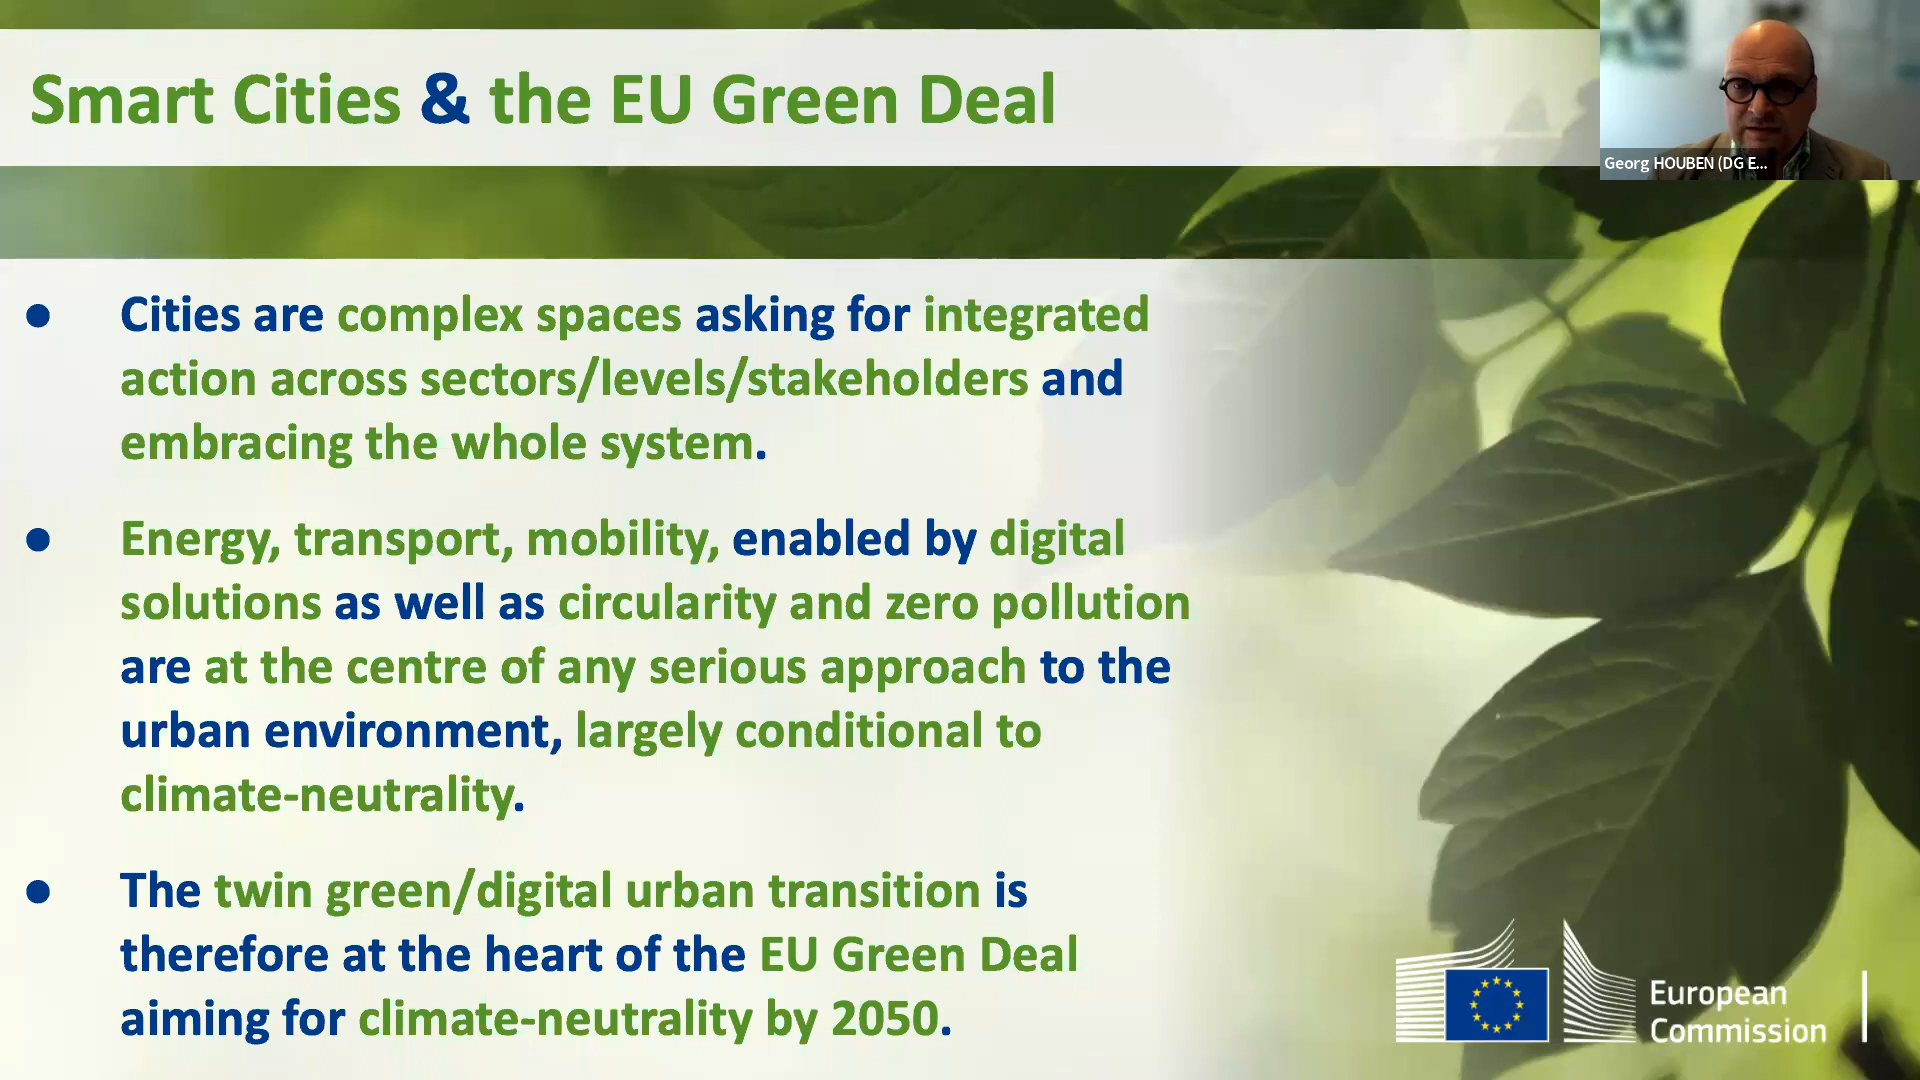 Smart Cities & the EU Green Deal
Georg HOUBEN (DG E...
● Cities are complex spaces asking for integrated
action across sectors/levels/stakeholders and
embracing the whole system.
● Energy, transport, mobility, enabled by digital
solutions as well as circularity and zero pollution
are at the centre of any serious approach to the
urban environment, largely conditional to
climate-neutrality.
● The twin green/digital urban transition is
therefore at the heart of the EU Green Deal
aiming for climate-neutrality by 2050.
European
Commission